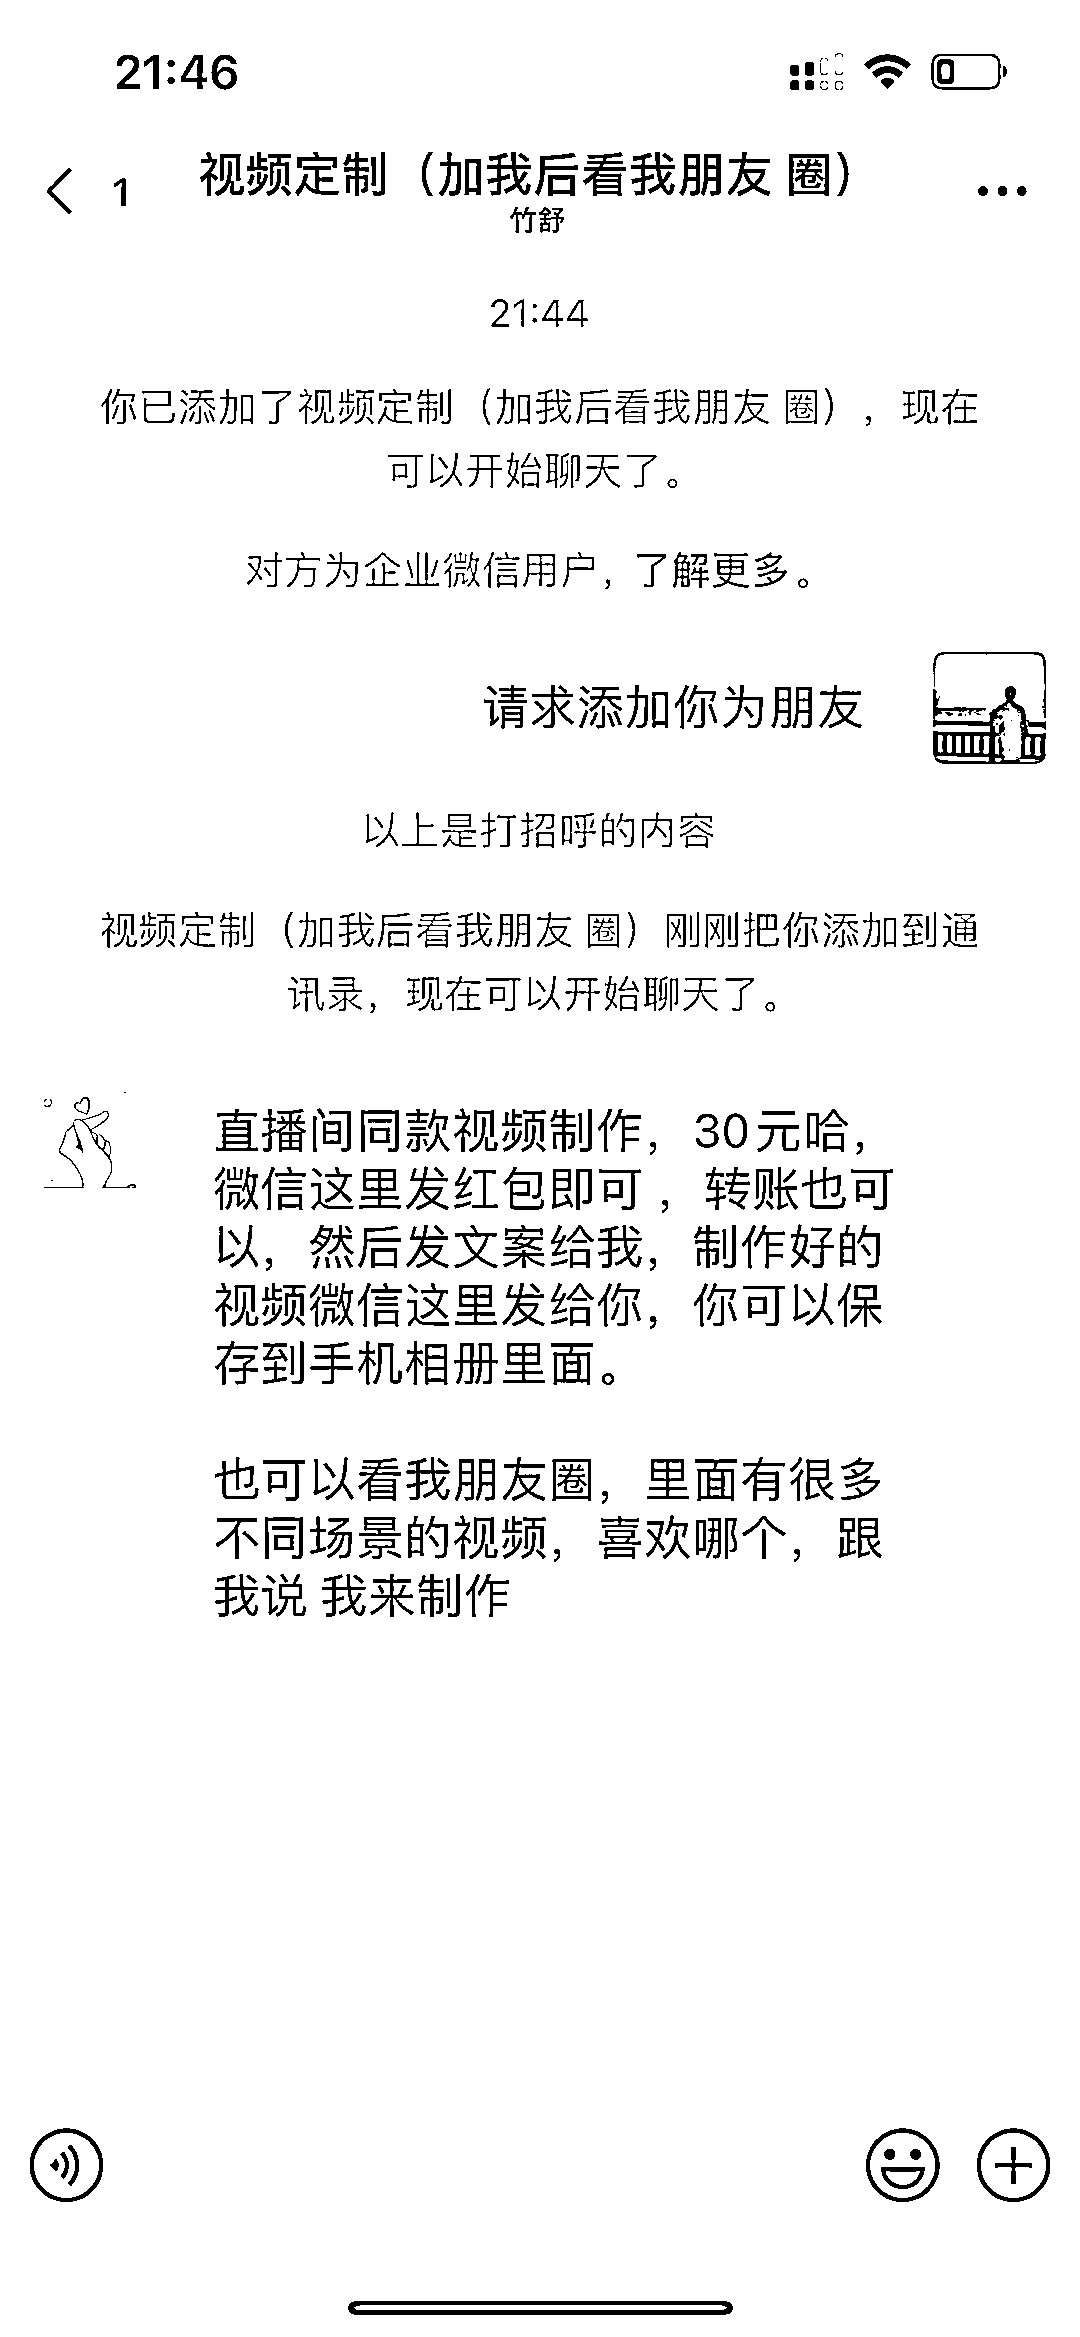 21:46
1
视频定制（加我后看我朋友 圈）
竹舒
21:44
你已添加了视频定制（加我后看我朋友 圈），现在
可以开始聊天了。
对方为企业微信用户，了解更多。
请求添加你为朋友
以上是打招呼的内容
视频定制（加我后看我朋友 圈）刚刚把你添加到通
讯录，现在可以开始聊天了。
直播间同款视频制作，30元哈，
微信这里发红包即可 ，转账也可
以，然后发文案给我，制作好的
视频微信这里发给你，你可以保
存到手机相册里面。
也可以看我朋友圈，里面有很多
不同场景的视频，喜欢哪个，跟
我说 我来制作